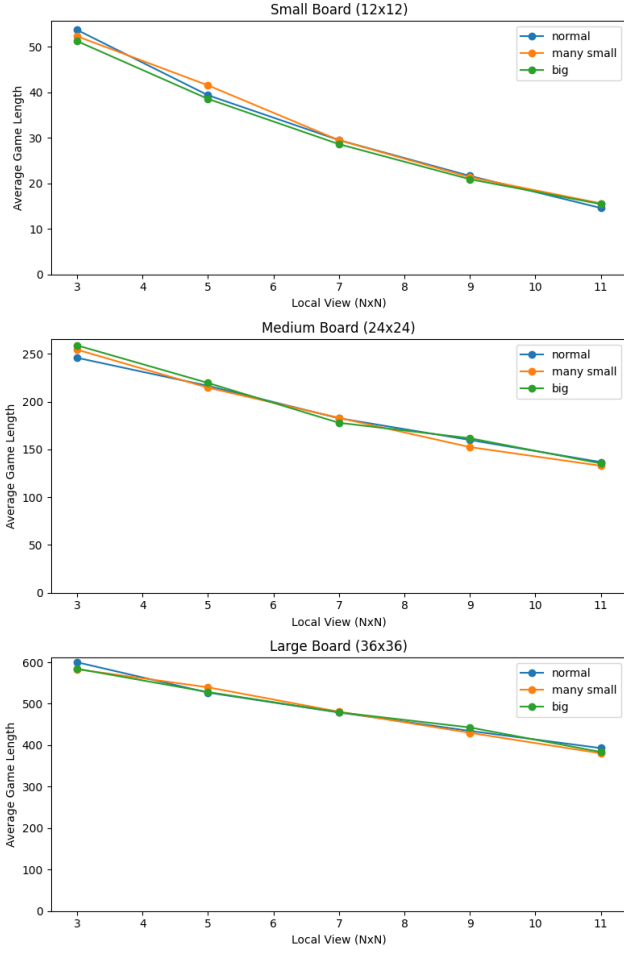 Small Board (12x12)
Average Game Length
50
40
30
20
10
0
normal
many small
big
3 4 5 6 7 8 9 10 11
Local View (NxN)
Medium Board (24x24)
Average Game Length
250
200
150
100
50
0
normal
many small
big
3 4 5 6 7 8 9 10 11
Local View (NxN)
Large Board (36x36)
Average Game Length
600
500
400
300
200
100
0
normal
many small
big
3 4 5 6 7 8 9 10 11
Local View (NxN)